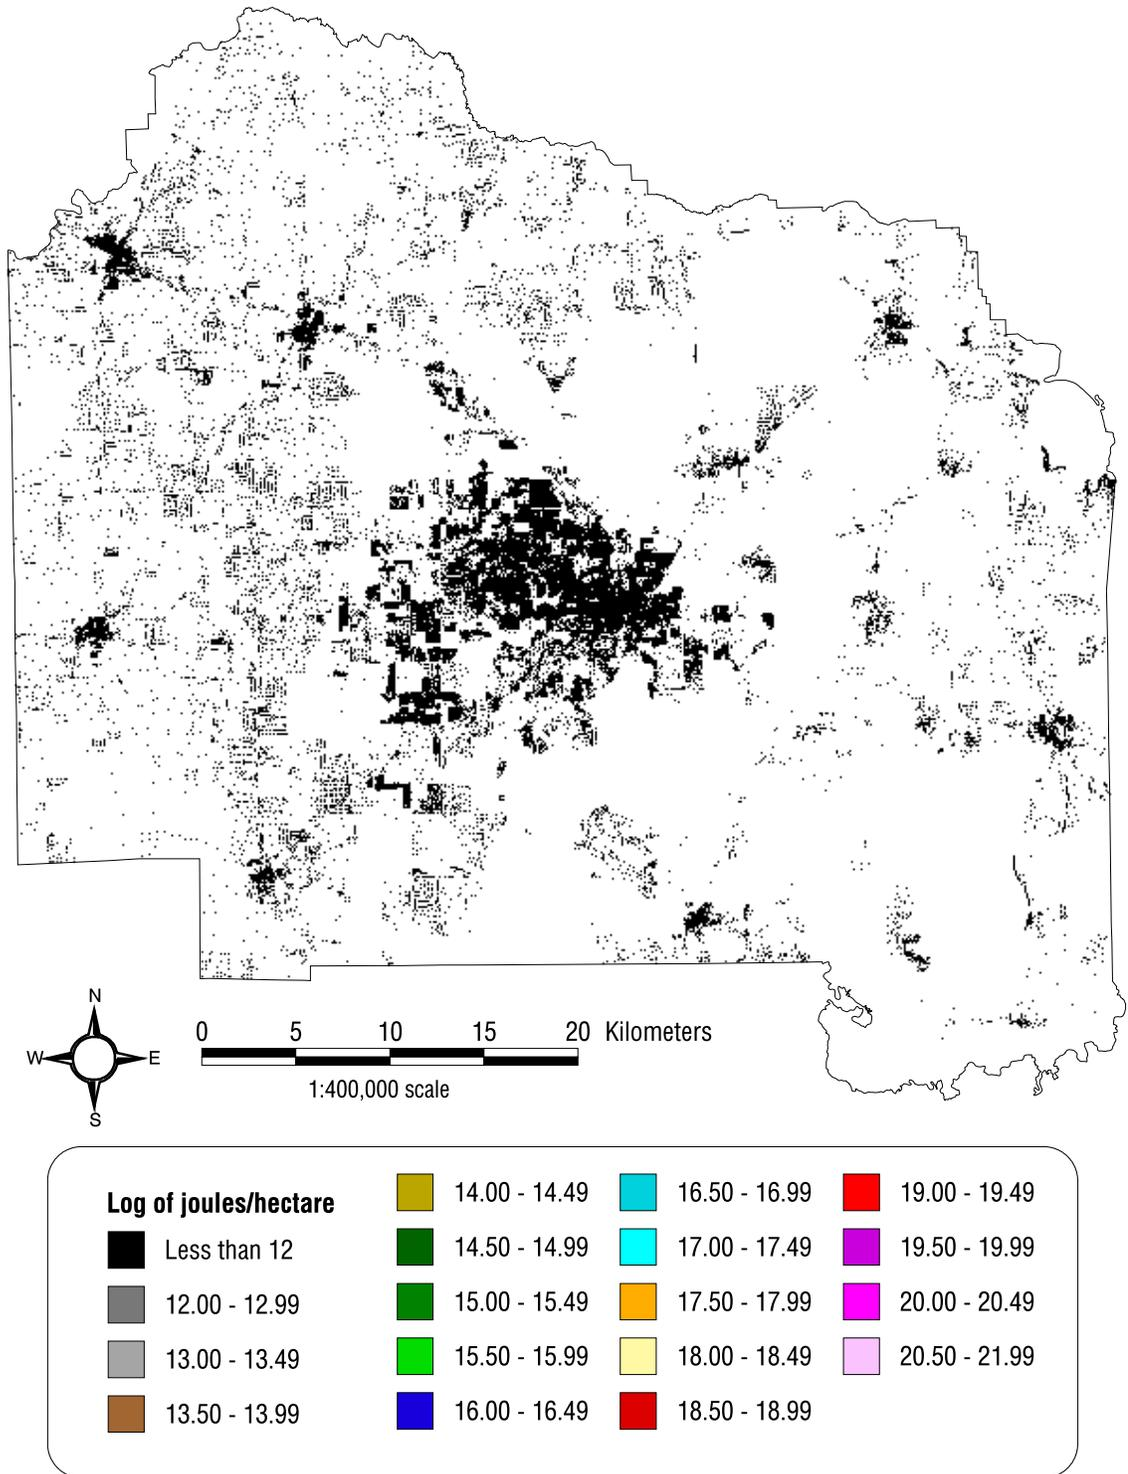 N
W E
S
0 5 10 15 20 Kilometers
1:400,000 scale
Log of joules/hectare
Less than 12
12.00 - 12.99
13.00 - 13.49
13.50 - 13.99
14.00 - 14.49
14.50 - 14.99
15.00 - 15.49
15.50 - 15.99
16.00 - 16.49
16.50 - 16.99
17.00 - 17.49
17.50 - 17.99
18.00 - 18.49
18.50 - 18.99
19.00 - 19.49
19.50 - 19.99
20.00 - 20.49
20.50 - 21.99